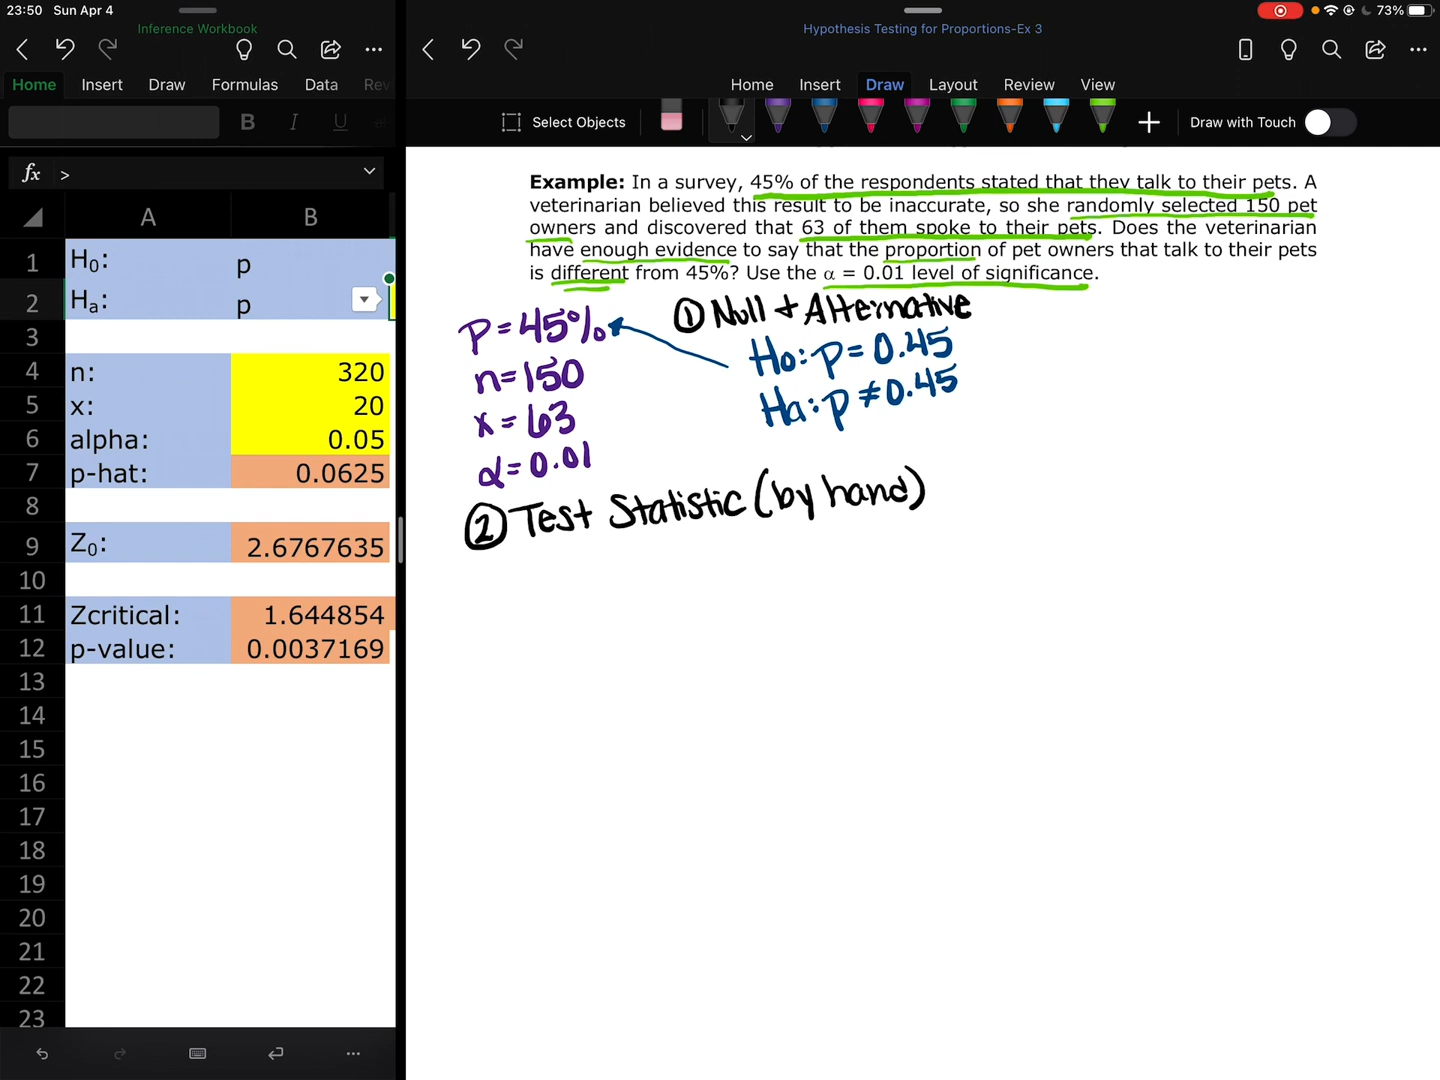 23:50 Sun Apr 4
73%
Inference Workbook
Home Insert Draw Formulas Data Rev
B I U ab
fx >
A B
1 H₀: p
2 Hₐ: p
3
4 n: 320
5 x: 20
6 alpha: 0.05
7 p-hat: 0.0625
8
9 Z₀: 2.6767635
10
11 Zcritical: 1.644854
12 p-value: 0.0037169
13
14
15
16
17
18
19
20
21
22
23
Hypothesis Testing for Proportions-Ex 3
Home Insert Draw Layout Review View
Select Objects Draw with Touch
Example: In a survey, 45% of the respondents stated that they talk to their pets. A
veterinarian believed this result to be inaccurate, so she randomly selected 150 pet
owners and discovered that 63 of them spoke to their pets. Does the veterinarian
have enough evidence to say that the proportion of pet owners that talk to their pets
is different from 45%? Use the α = 0.01 level of significance.
① Null + Alternative
p = 45%
n = 150
x = 63
α = 0.01
Ho: p = 0.45
Ha: p ≠ 0.45
② Test Statistic (by hand)